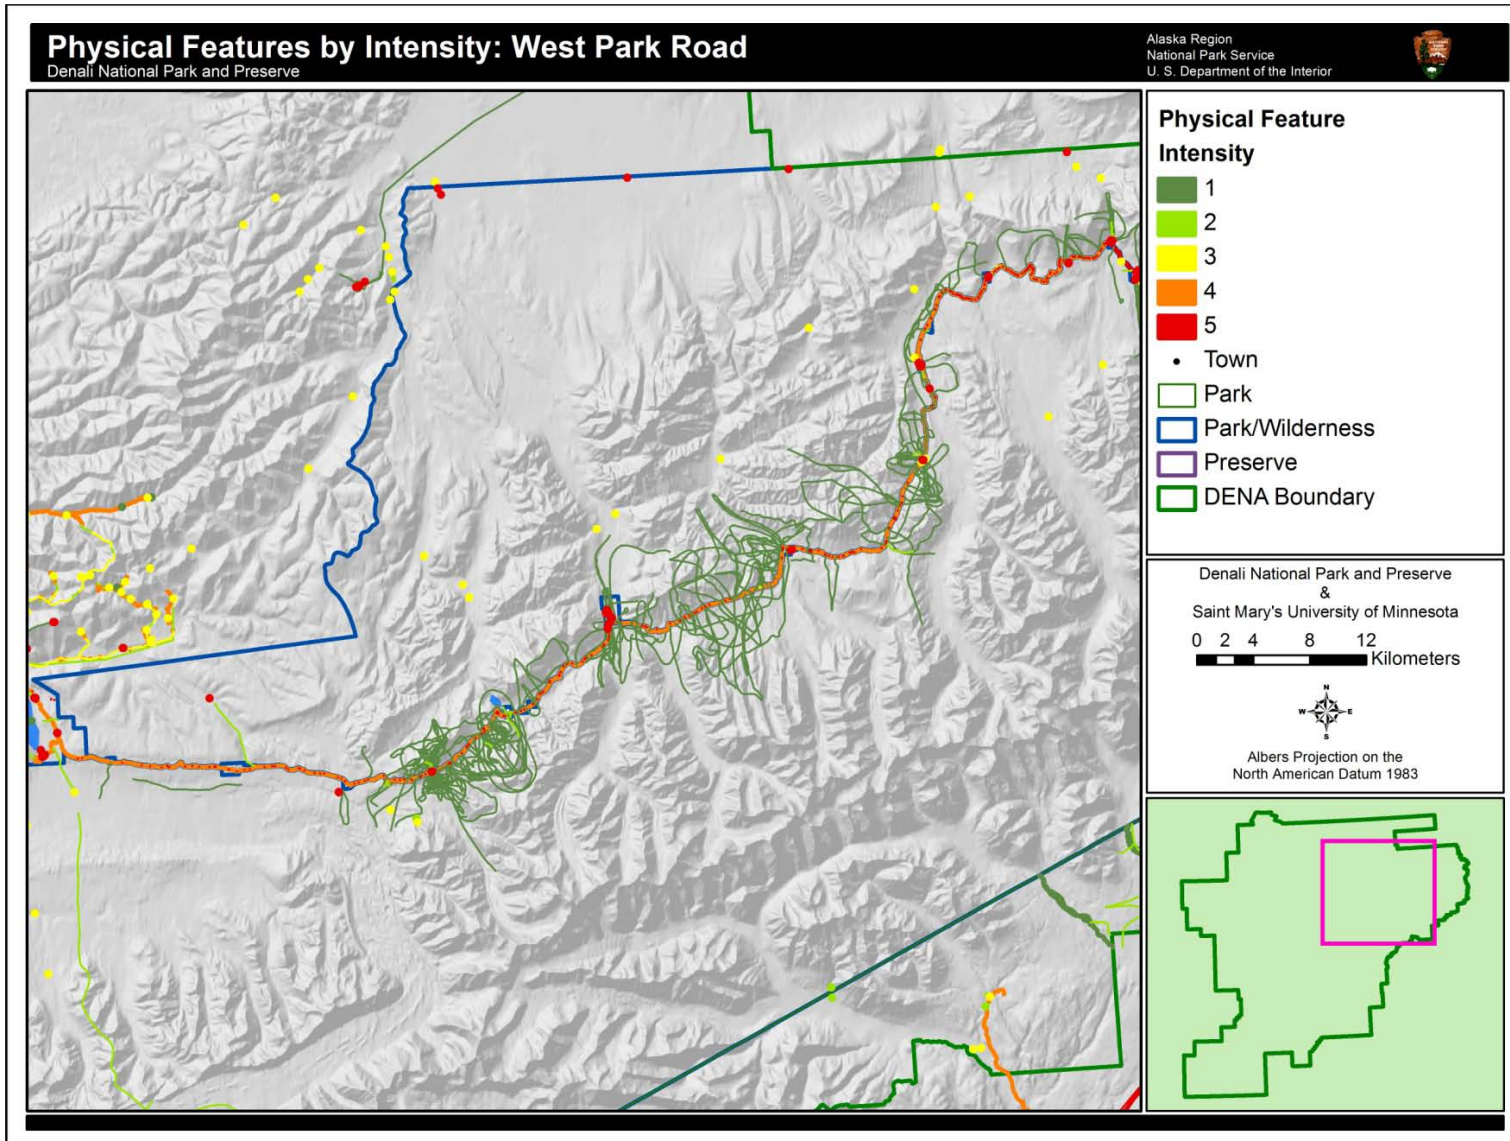 Physical Features by Intensity: West Park Road
Denali National Park and Preserve
Alaska Region
National Park Service
U. S. Department of the Interior
Physical Feature
Intensity
1
2
3
4
5
Town
Park
Park/Wilderness
Preserve
DENA Boundary
Denali National Park and Preserve
&
Saint Mary's University of Minnesota
0 2 4 8 12
Kilometers
N
W E
S
Albers Projection on the
North American Datum 1983